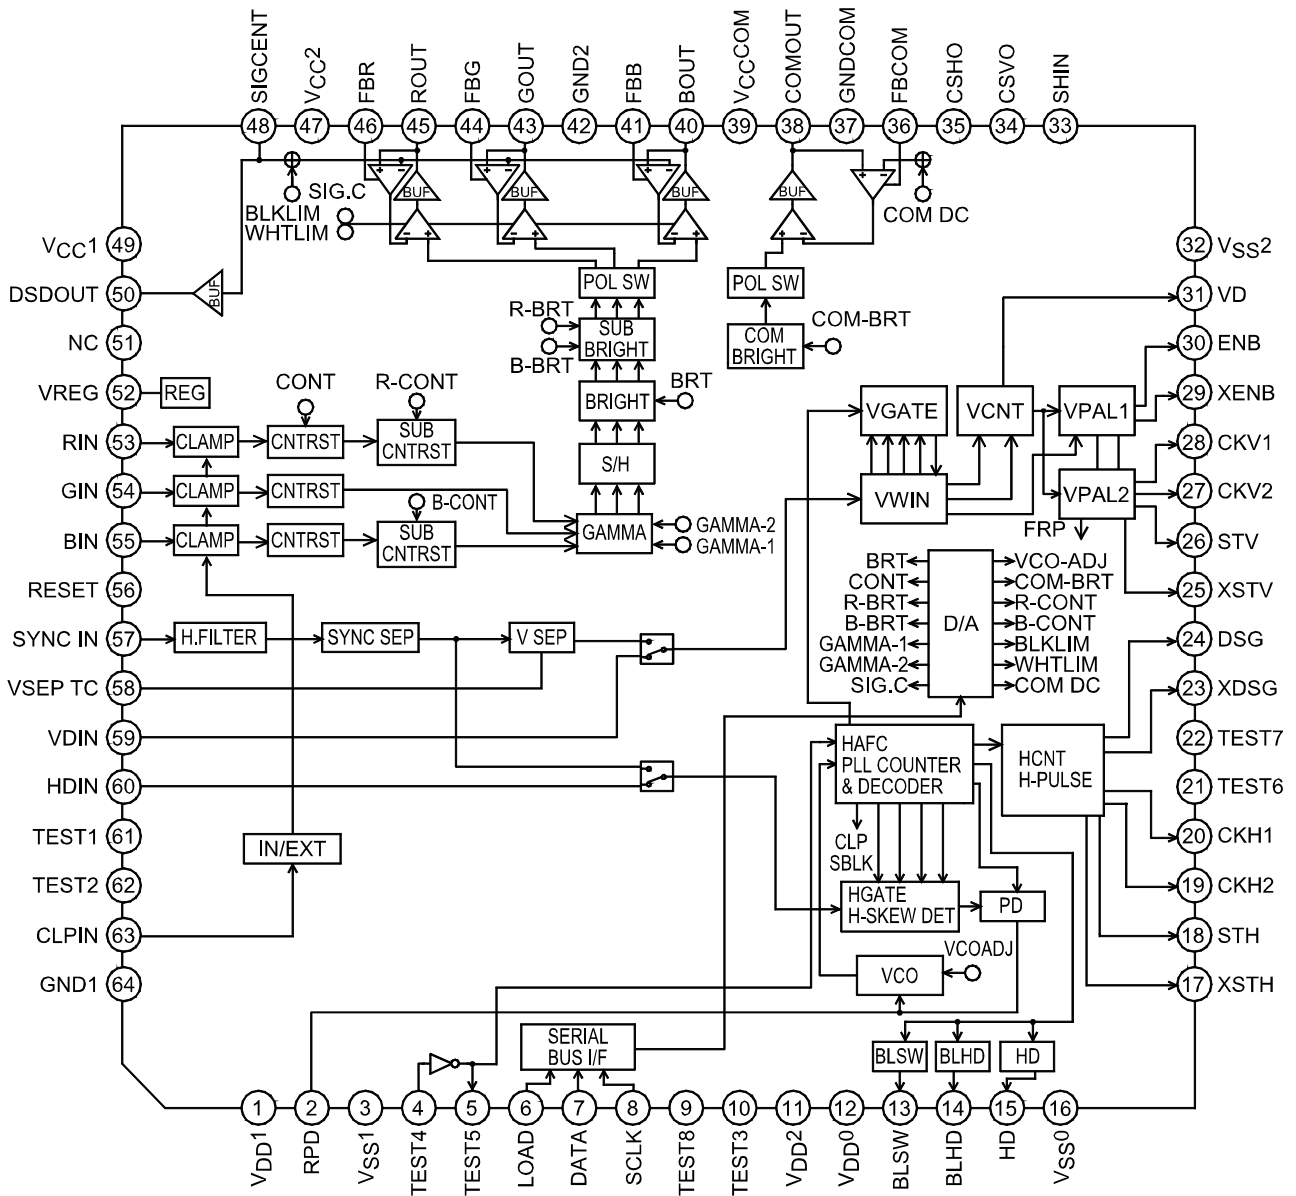 SIGCENT
VCC2
FBR
ROUT
FBG
GOUT
GND2
FBB
BOUT
VCCCOM
COMOUT
GNDCOM
FBCOM
CSHO
CSVO
SHIN
48
47
46
45
44
43
42
41
40
39
38
37
36
35
34
33
+ - + - + -
+ -
SIG.C
BUF
BUF
BUF
BUF
COM DC
BLKLIM
WHTLIM
- +
- +
- +
+ -
VCC1 49
DSDOUT 50
BUF
NC 51
VREG 52
REG
RIN 53
GIN 54
BIN 55
RESET 56
SYNC IN 57
VSEP TC 58
VDIN 59
HDIN 60
TEST1 61
TEST2 62
CLPIN 63
GND1 64
POL SW
POL SW
R-BRT
SUB
BRIGHT
B-BRT
COM
BRIGHT
COM-BRT
CONT
R-CONT
BRIGHT
BRT
CLAMP
CNTRST
SUB
CNTRST
S/H
CLAMP
CNTRST
B-CONT
CLAMP
CNTRST
SUB
CNTRST
GAMMA
GAMMA-2
GAMMA-1
VGATE
VCNT
VPAL1
VWIN
VPAL2
FRP
H.FILTER
SYNC SEP
V SEP
BRT
CONT
R-BRT
B-BRT
GAMMA-1
GAMMA-2
SIG.C
D/A
VCO-ADJ
COM-BRT
R-CONT
B-CONT
BLKLIM
WHTLIM
COM DC
HAFC
PLL COUNTER
& DECODER
HCNT
H-PULSE
CLP
SBLK
IN/EXT
HGATE
H-SKEW DET
PD
VCO
VCOADJ
SERIAL
BUS I/F
BLSW
BLHD
HD
32 VSS2
31 VD
30 ENB
29 XENB
28 CKV1
27 CKV2
26 STV
25 XSTV
24 DSG
23 XDSG
22 TEST7
21 TEST6
20 CKH1
19 CKH2
18 STH
17 XSTH
1
2
3
4
5
6
7
8
9
10
11
12
13
14
15
16
VDD1
RPD
VSS1
TEST4
TEST5
LOAD
DATA
SCLK
TEST8
TEST3
VDD2
VDD0
BLSW
BLHD
HD
VSS0